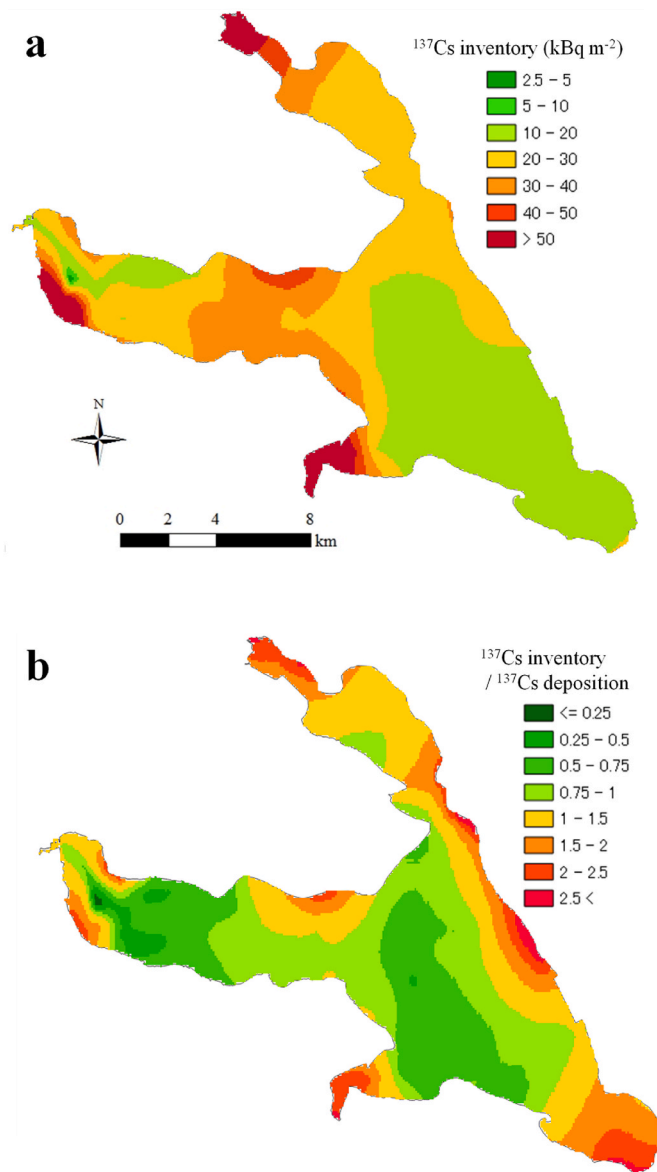 a
¹³⁷Cs inventory (kBq m⁻²)
2.5 – 5
5 – 10
10 – 20
20 – 30
30 – 40
40 – 50
> 50
N
0 2 4 8
km
b
¹³⁷Cs inventory
/ ¹³⁷Cs deposition
<= 0.25
0.25 – 0.5
0.5 – 0.75
0.75 – 1
1 – 1.5
1.5 – 2
2 – 2.5
2.5 <